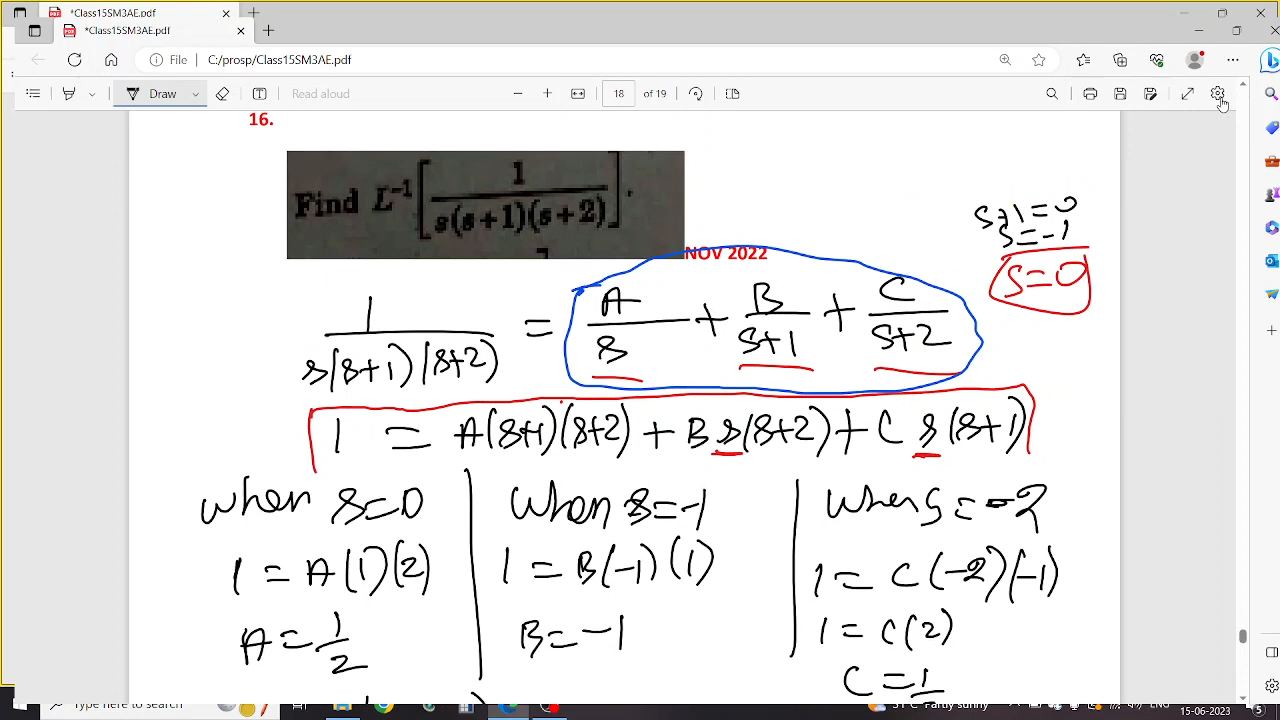 *Class15SM3AE.pdf
*Class15SM3AE.pdf
File C:/prosp/Class15SM3AE.pdf
Draw Read aloud 18 of 19
16.
Find L⁻¹[1/(s(s+1)(s+2))].
NOV 2022
s+1=0
s=-1
s=0
1/(s(s+1)(s+2)) = A/s + B/(s+1) + C/(s+2)
1 = A(s+1)(s+2) + B s(s+2) + C s(s+1)
when s=0
1 = A(1)(2)
A = 1/2
when s=-1
1 = B(-1)(1)
B = -1
when s = -2
1 = C(-2)(-1)
1 = C(2)
C = 1
Type here to search
Partly sunny
15-06-2023
5